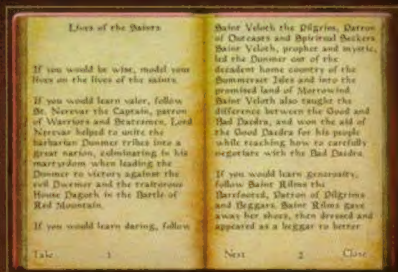 Lives of the Saints
If you would be wise, model your
lives on the lives of the saints.
If you would learn valor, follow
St. Nerevar the Captain, patron
of Warriors and Statesmen. Lord
Nerevar helped to unite the
barbarian Dunmer tribes into a
great nation, culminating in his
martyrdom when leading the
Dunmer to victory against the
evil Dwemer and the traitorous
House Dagoth in the Battle of
Red Mountain.
If you would learn daring, follow
Take
1
Saint Veloth the Pilgrim, Patron
of Outcasts and Spiritual Seekers.
Saint Veloth, prophet and mystic,
led the Dunmer out of the
decadent home country of the
Summerset Isles and into the
promised land of Morrowind.
Saint Veloth also taught the
difference between the Good and
Bad Daedra, and won the aid of
the Good Daedra for his people
while teaching how to carefully
negotiate with the Bad Daedra.
If you would learn generosity,
follow Saint Rilms the
Barefooted, Patron of Pilgrims
and Beggars. Saint Rilms gave
away her shoes, then dressed and
appeared as a beggar to better
Next
2
Close